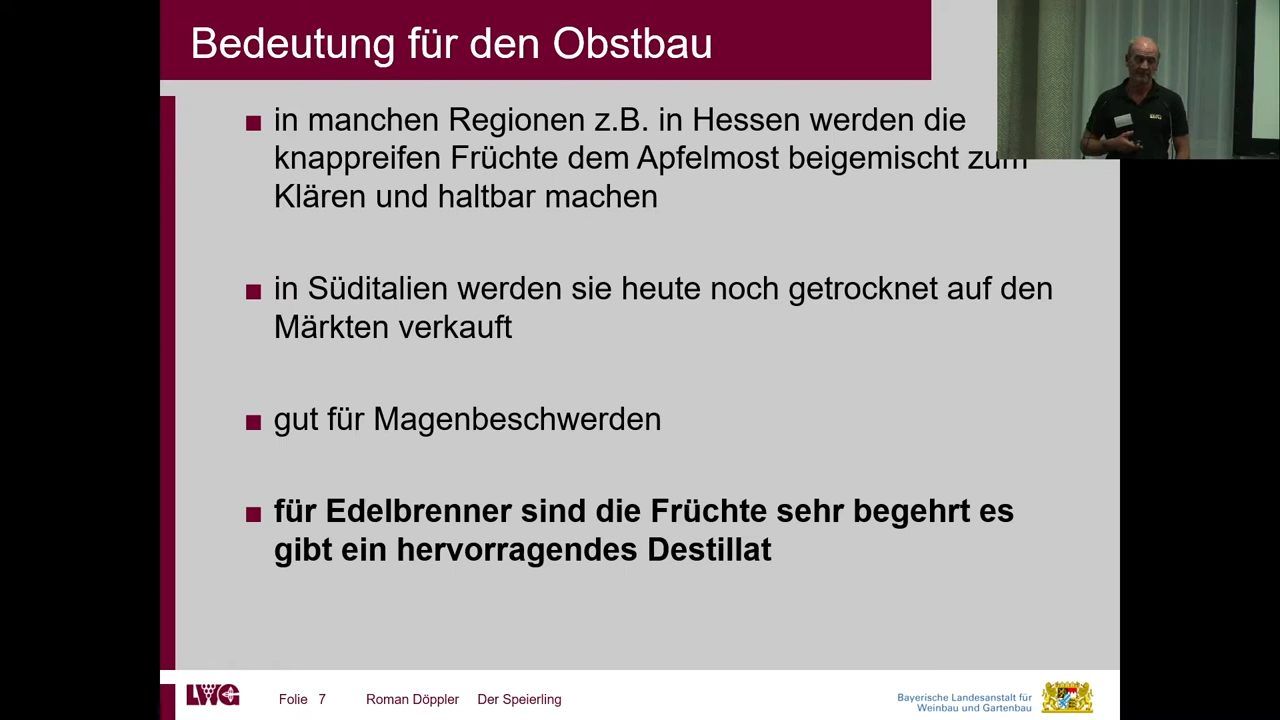 Bedeutung für den Obstbau
■ in manchen Regionen z.B. in Hessen werden die
knappreifen Früchte dem Apfelmost beigemischt zum
Klären und haltbar machen
■ in Süditalien werden sie heute noch getrocknet auf den
Märkten verkauft
■ gut für Magenbeschwerden
■ für Edelbrenner sind die Früchte sehr begehrt es
gibt ein hervorragendes Destillat
LWG
Folie 7 Roman Döppler Der Speierling
Bayerische Landesanstalt für
Weinbau und Gartenbau